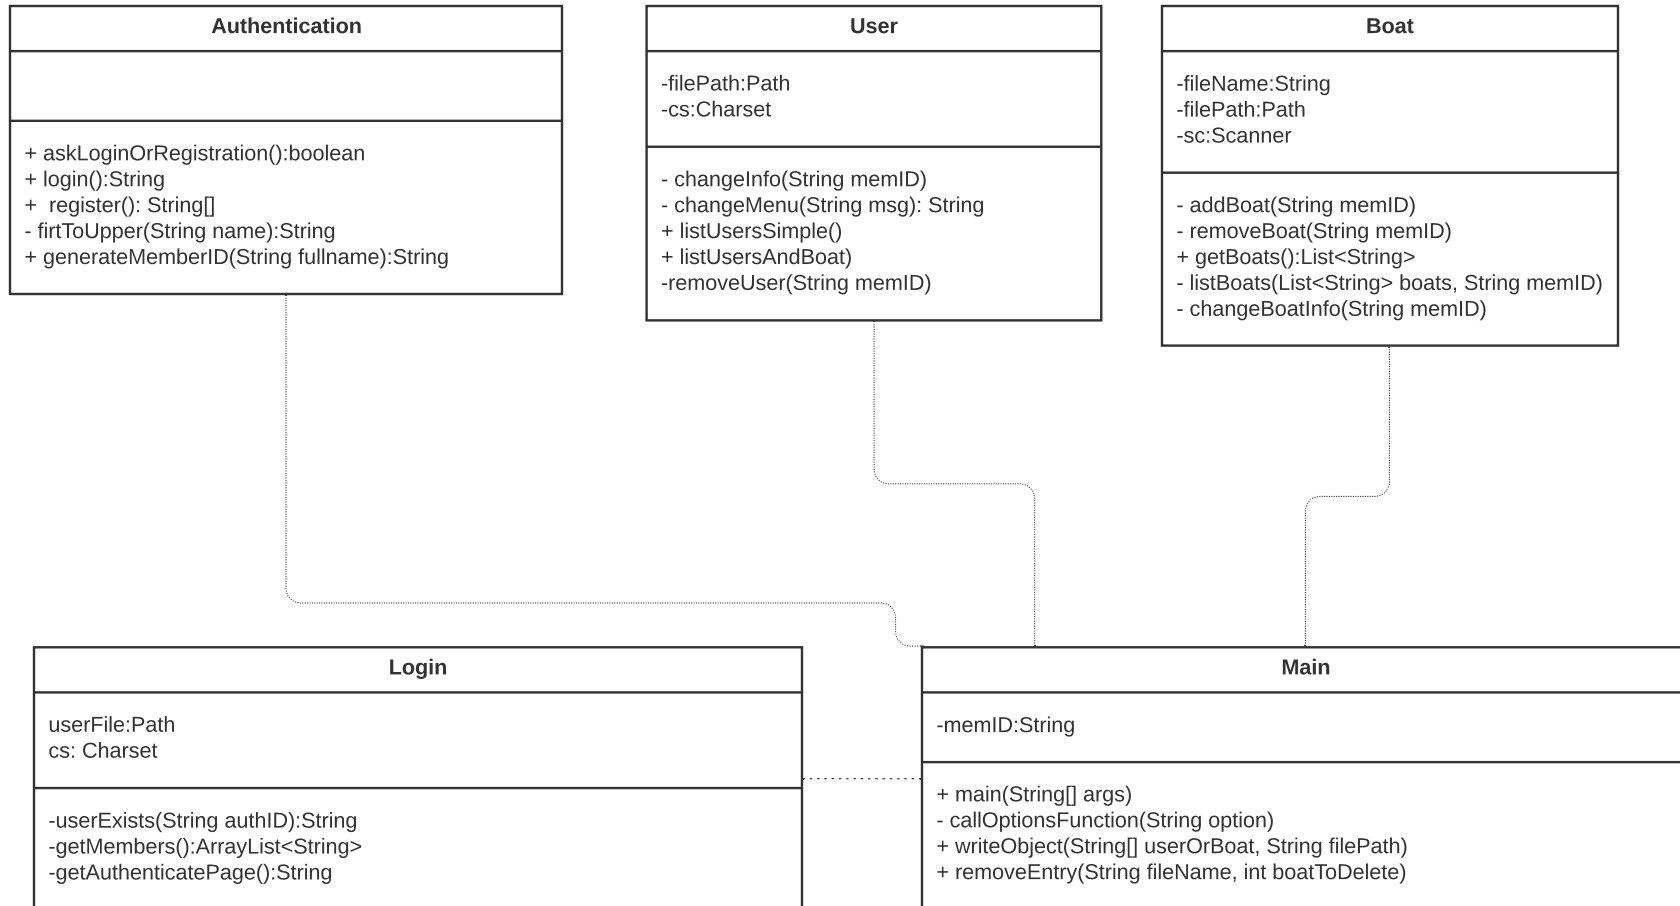 Authentication
+ askLoginOrRegistration():boolean
+ login():String
+  register(): String[]
- firtToUpper(String name):String
+ generateMemberID(String fullname):String
User
-filePath:Path
-cs:Charset
- changeInfo(String memID)
- changeMenu(String msg): String
+ listUsersSimple()
+ listUsersAndBoat)
-removeUser(String memID)
Boat
-fileName:String
-filePath:Path
-sc:Scanner
- addBoat(String memID)
- removeBoat(String memID)
+ getBoats():List<String>
- listBoats(List<String> boats, String memID)
- changeBoatInfo(String memID)
Login
userFile:Path
cs: Charset
-userExists(String authID):String
-getMembers():ArrayList<String>
-getAuthenticatePage():String
Main
-memID:String
+ main(String[] args)
- callOptionsFunction(String option)
+ writeObject(String[] userOrBoat, String filePath)
+ removeEntry(String fileName, int boatToDelete)